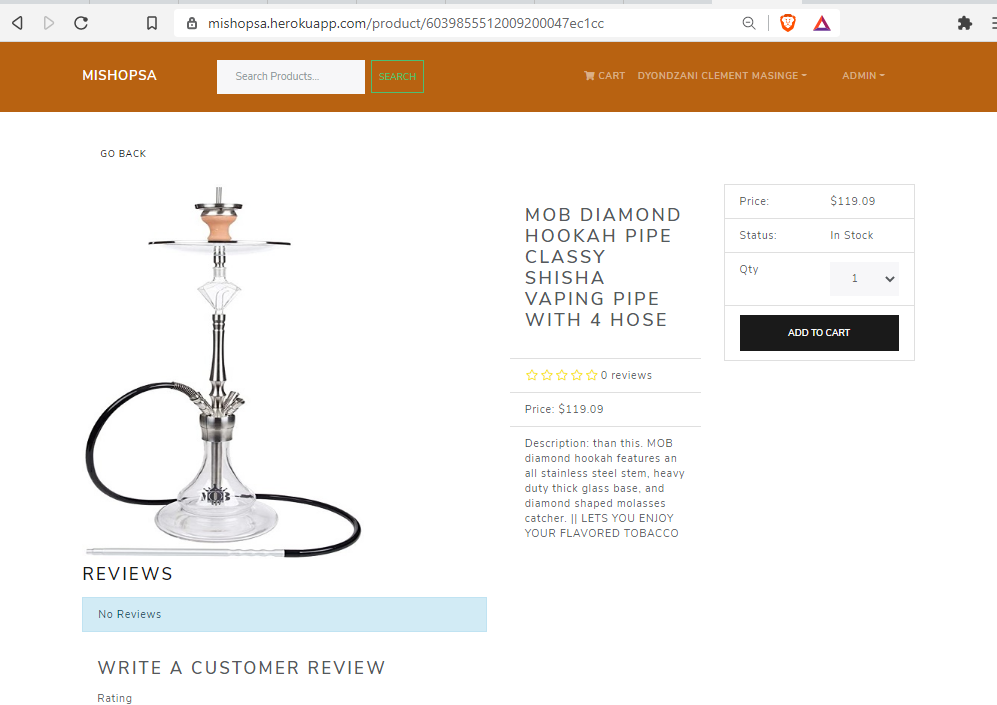 mishopsa.herokuapp.com/product/6039855512009200047ec1cc
MISHOPSA
Search Products...
SEARCH
CART
DYONDZANI CLEMENT MASINGE
ADMIN
GO BACK
MOB DIAMOND
HOOKAH PIPE
CLASSY
SHISHA
VAPING PIPE
WITH 4 HOSE
0 reviews
Price: $119.09
Description: than this. MOB
diamond hookah features an
all stainless steel stem, heavy
duty thick glass base, and
diamond shaped molasses
catcher. || LETS YOU ENJOY
YOUR FLAVORED TOBACCO
Price: $119.09
Status: In Stock
Qty 1
ADD TO CART
MOB
REVIEWS
No Reviews
WRITE A CUSTOMER REVIEW
Rating